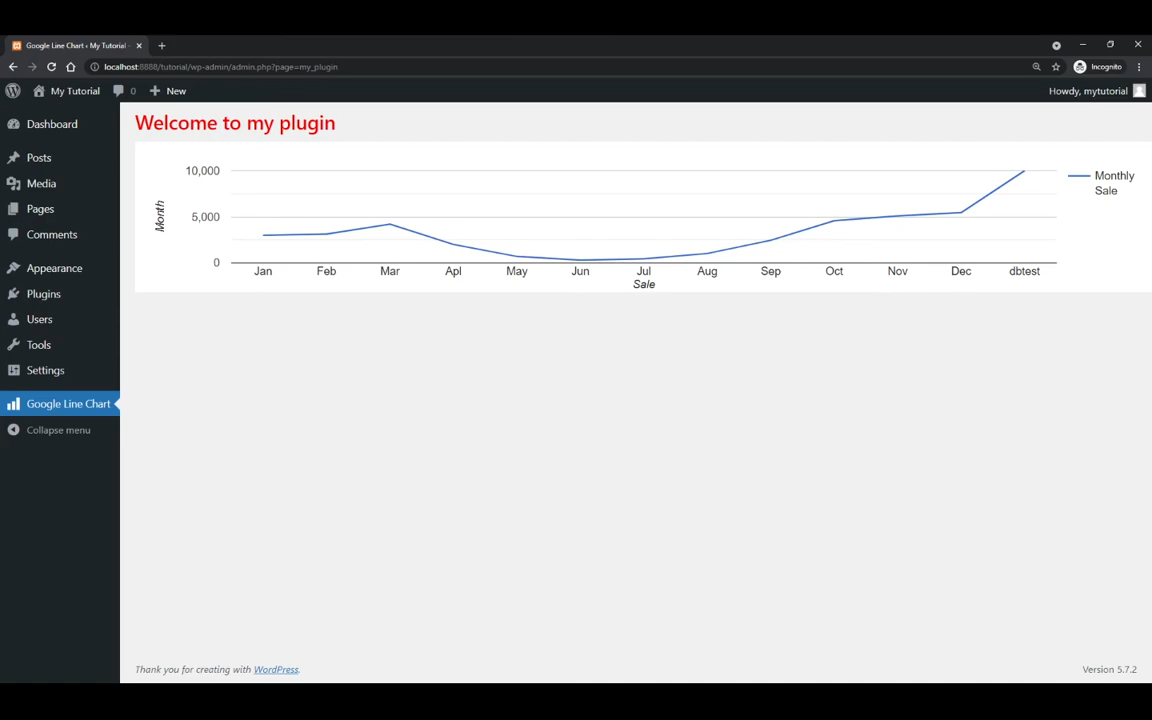 Google Line Chart ‹ My Tutorial –
localhost:8888/tutorial/wp-admin/admin.php?page=my_plugin
Incognito
My Tutorial
0
New
Howdy, mytutorial
Dashboard
Posts
Media
Pages
Comments
Appearance
Plugins
Users
Tools
Settings
Google Line Chart
Collapse menu
Welcome to my plugin
10,000
5,000
0
Month
Jan Feb Mar Apl May Jun Jul Aug Sep Oct Nov Dec dbtest
Sale
Monthly
Sale
Thank you for creating with WordPress.
Version 5.7.2